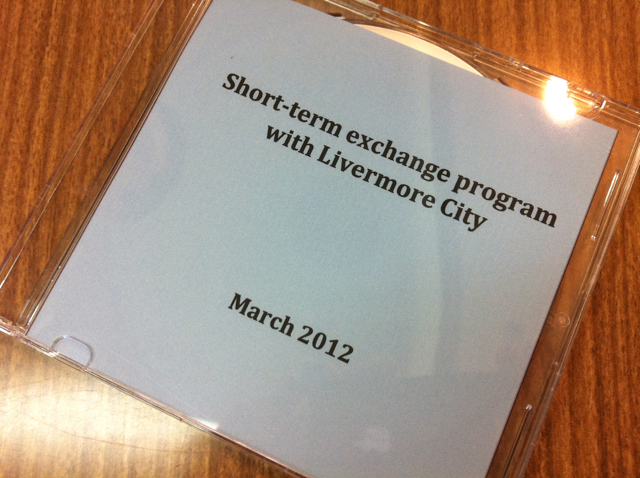 Short-term exchange program
with Livermore City
March 2012